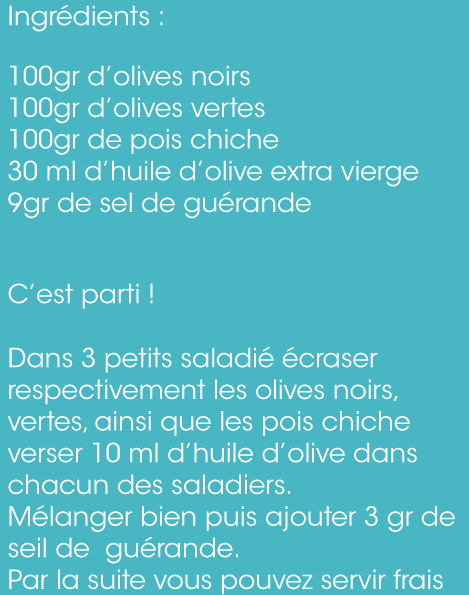 Ingrédients :
100gr d’olives noirs
100gr d’olives vertes
100gr de pois chiche
30 ml d’huile d’olive extra vierge
9gr de sel de guérande
C’est parti !
Dans 3 petits saladié écraser
respectivement les olives noirs,
vertes, ainsi que les pois chiche
verser 10 ml d’huile d’olive dans
chacun des saladiers.
Mélanger bien puis ajouter 3 gr de
seil de  guérande.
Par la suite vous pouvez servir frais